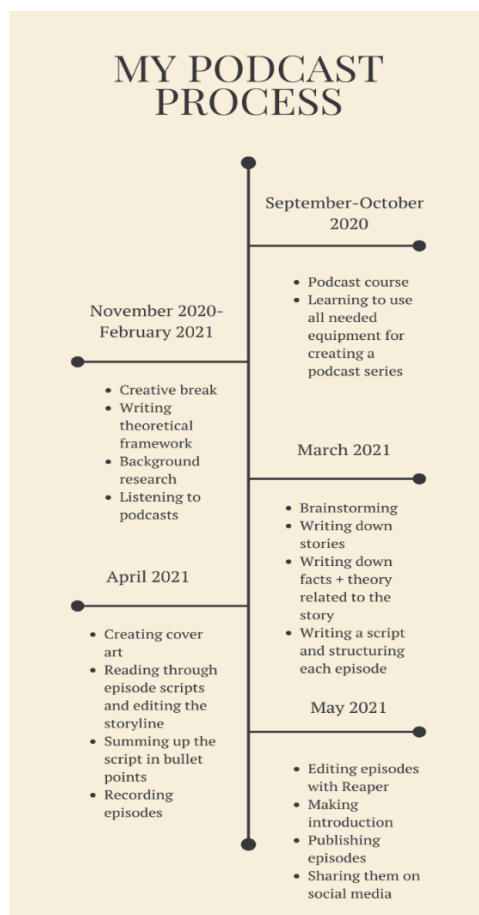 MY PODCAST
PROCESS
September-October
2020
• Podcast course
• Learning to use
all needed
equipment for
creating a
podcast series
November 2020-
February 2021
• Creative break
• Writing
theoretical
framework
• Background
research
• Listening to
podcasts
March 2021
• Brainstorming
• Writing down
stories
• Writing down
facts + theory
related to the
story
• Writing a script
and structuring
each episode
April 2021
• Creating cover
art
• Reading through
episode scripts
and editing the
storyline
• Summing up the
script in bullet
points
• Recording
episodes
May 2021
• Editing episodes
with Reaper
• Making
introduction
• Publishing
episodes
• Sharing them on
social media